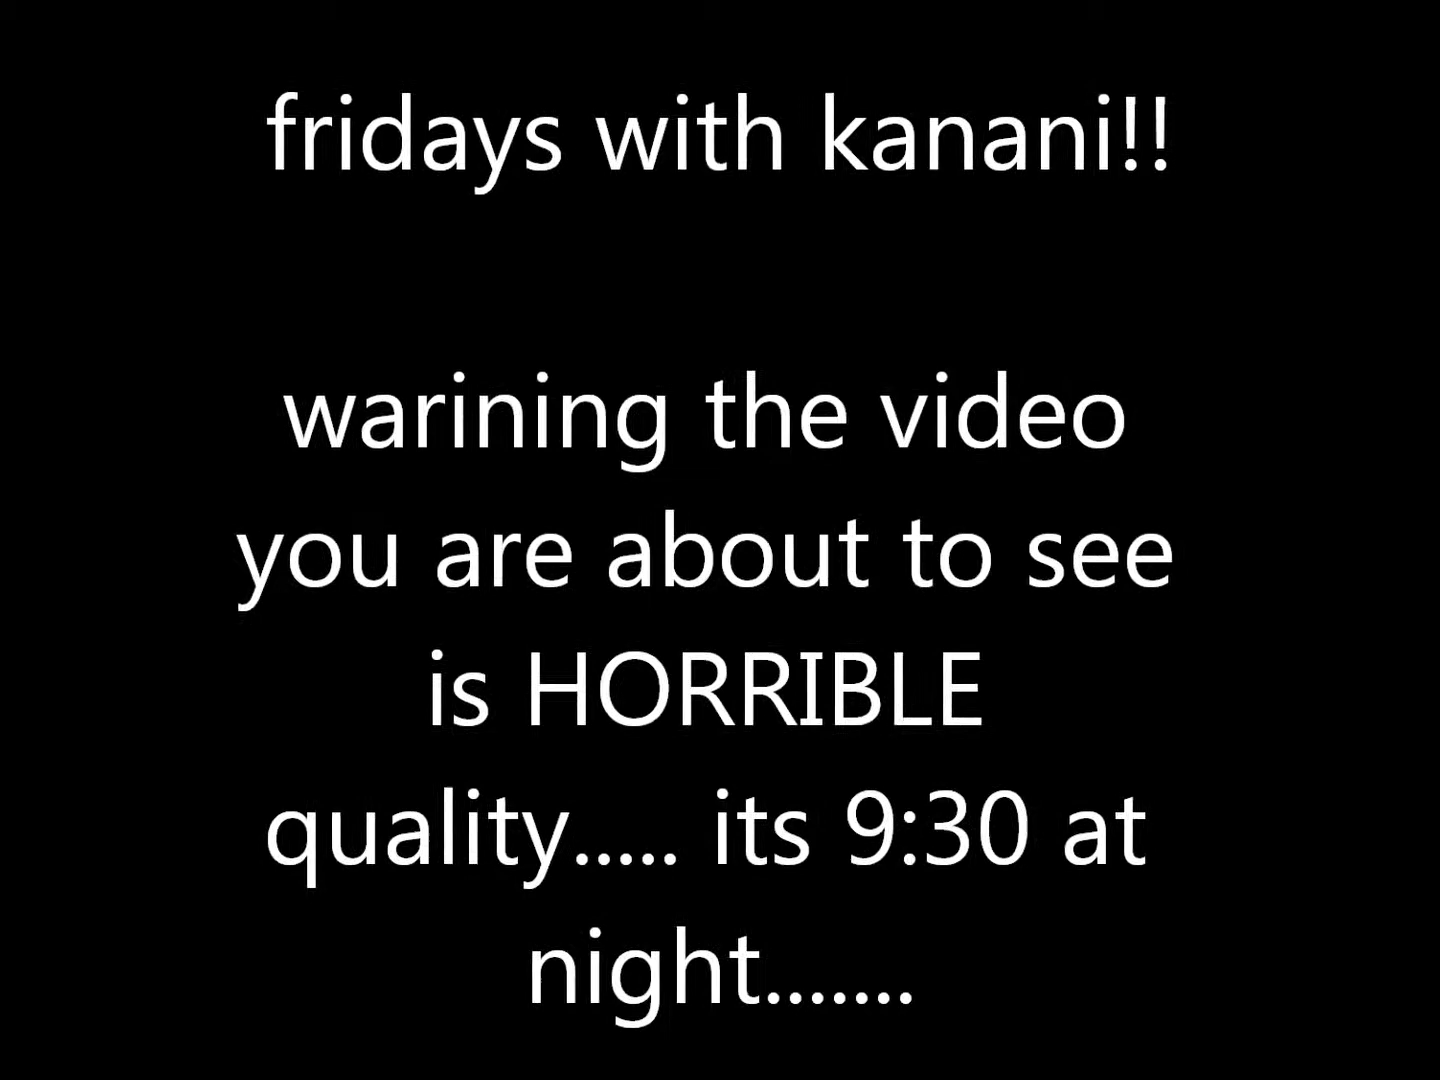 fridays with kanani!!
warining the video
you are about to see
is HORRIBLE
quality..... its 9:30 at
night.......